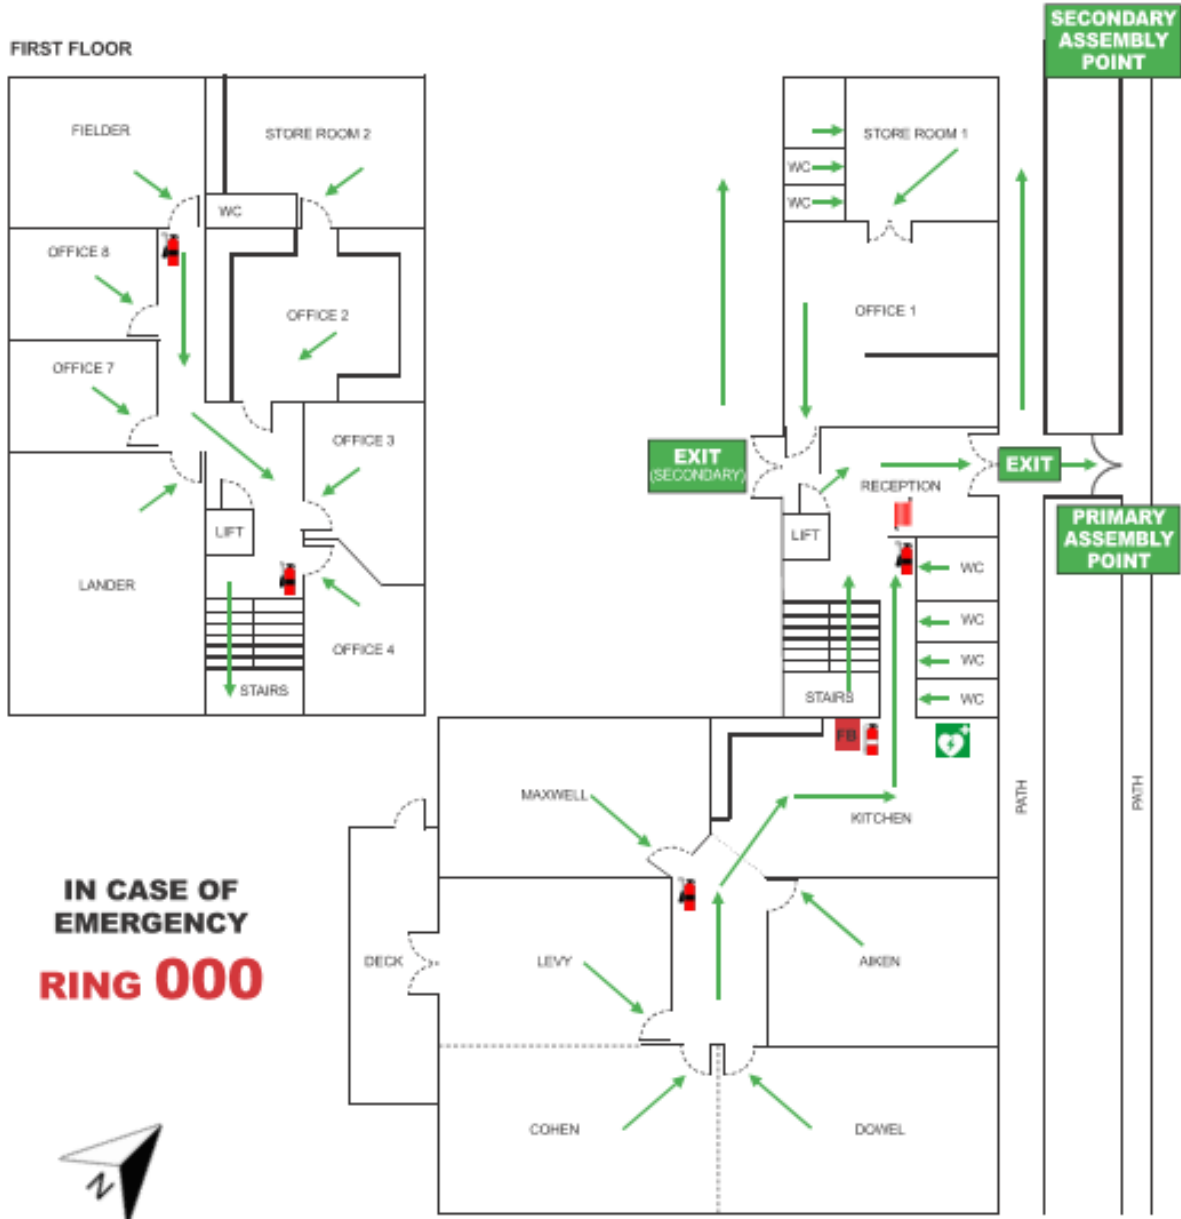 SECONDARY
ASSEMBLY
POINT
FIRST FLOOR
FIELDER
STORE ROOM 2
STORE ROOM 1
WC
WC
WC
OFFICE 8
OFFICE 2
OFFICE 1
OFFICE 7
OFFICE 3
EXIT
(SECONDARY)
EXIT
RECEPTION
LIFT
LIFT
PRIMARY
ASSEMBLY
POINT
LANDER
WC
WC
OFFICE 4
WC
STAIRS
STAIRS
WC
FB
MAXWELL
KITCHEN
PATH
PATH
IN CASE OF
EMERGENCY
RING 000
DECK
LEVY
AIKEN
COHEN
DOWEL
N